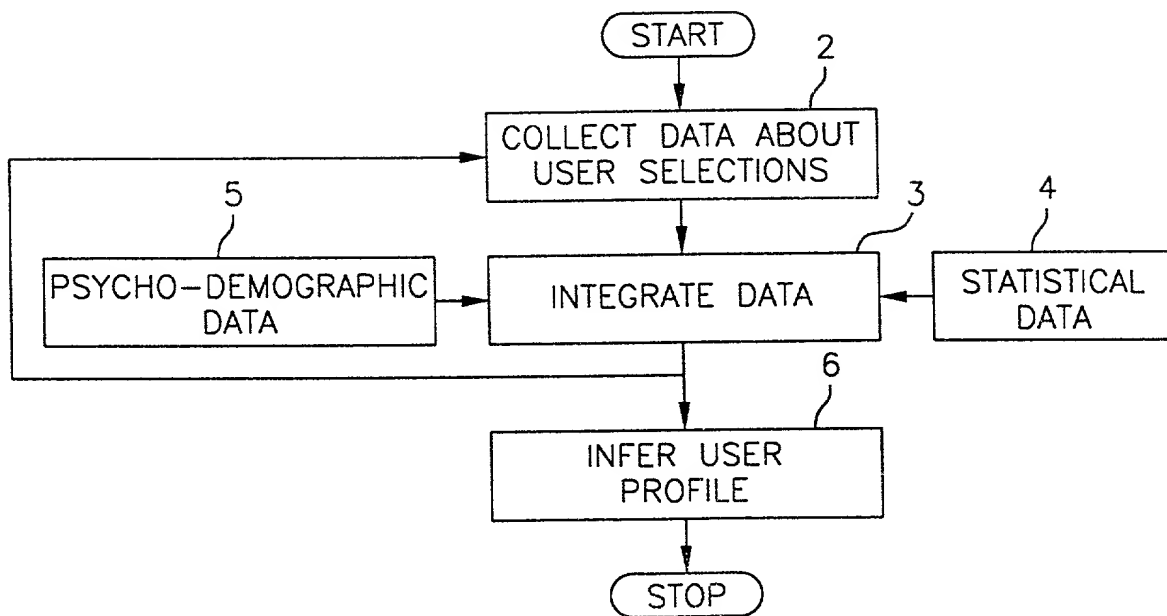 START
2
COLLECT DATA ABOUT
USER SELECTIONS
5
3
4
PSYCHO-DEMOGRAPHIC
DATA
INTEGRATE DATA
STATISTICAL
DATA
6
INFER USER
PROFILE
STOP